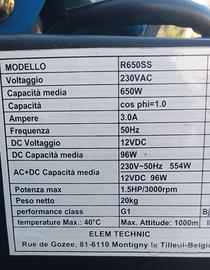 MODELLO R650SS
Voltaggio 230VAC
Capacità media 650W
Capacità cos phi=1.0
Ampere 3.0A
Frequenza 50Hz
DC Voltaggio 12VDC
DC Capacità media 96W
AC+DC Capacità media 230V~50Hz 554W
12VDC 96W
Potenza max 1.5HP/3000rpm
Peso netto 20kg
performance class G1
temperature Max.: 40°C Max. Attitude: 1000m
ELEM TECHNIC
Rue de Gozee, 81-6110 Montigny le Tilleul-Belgi